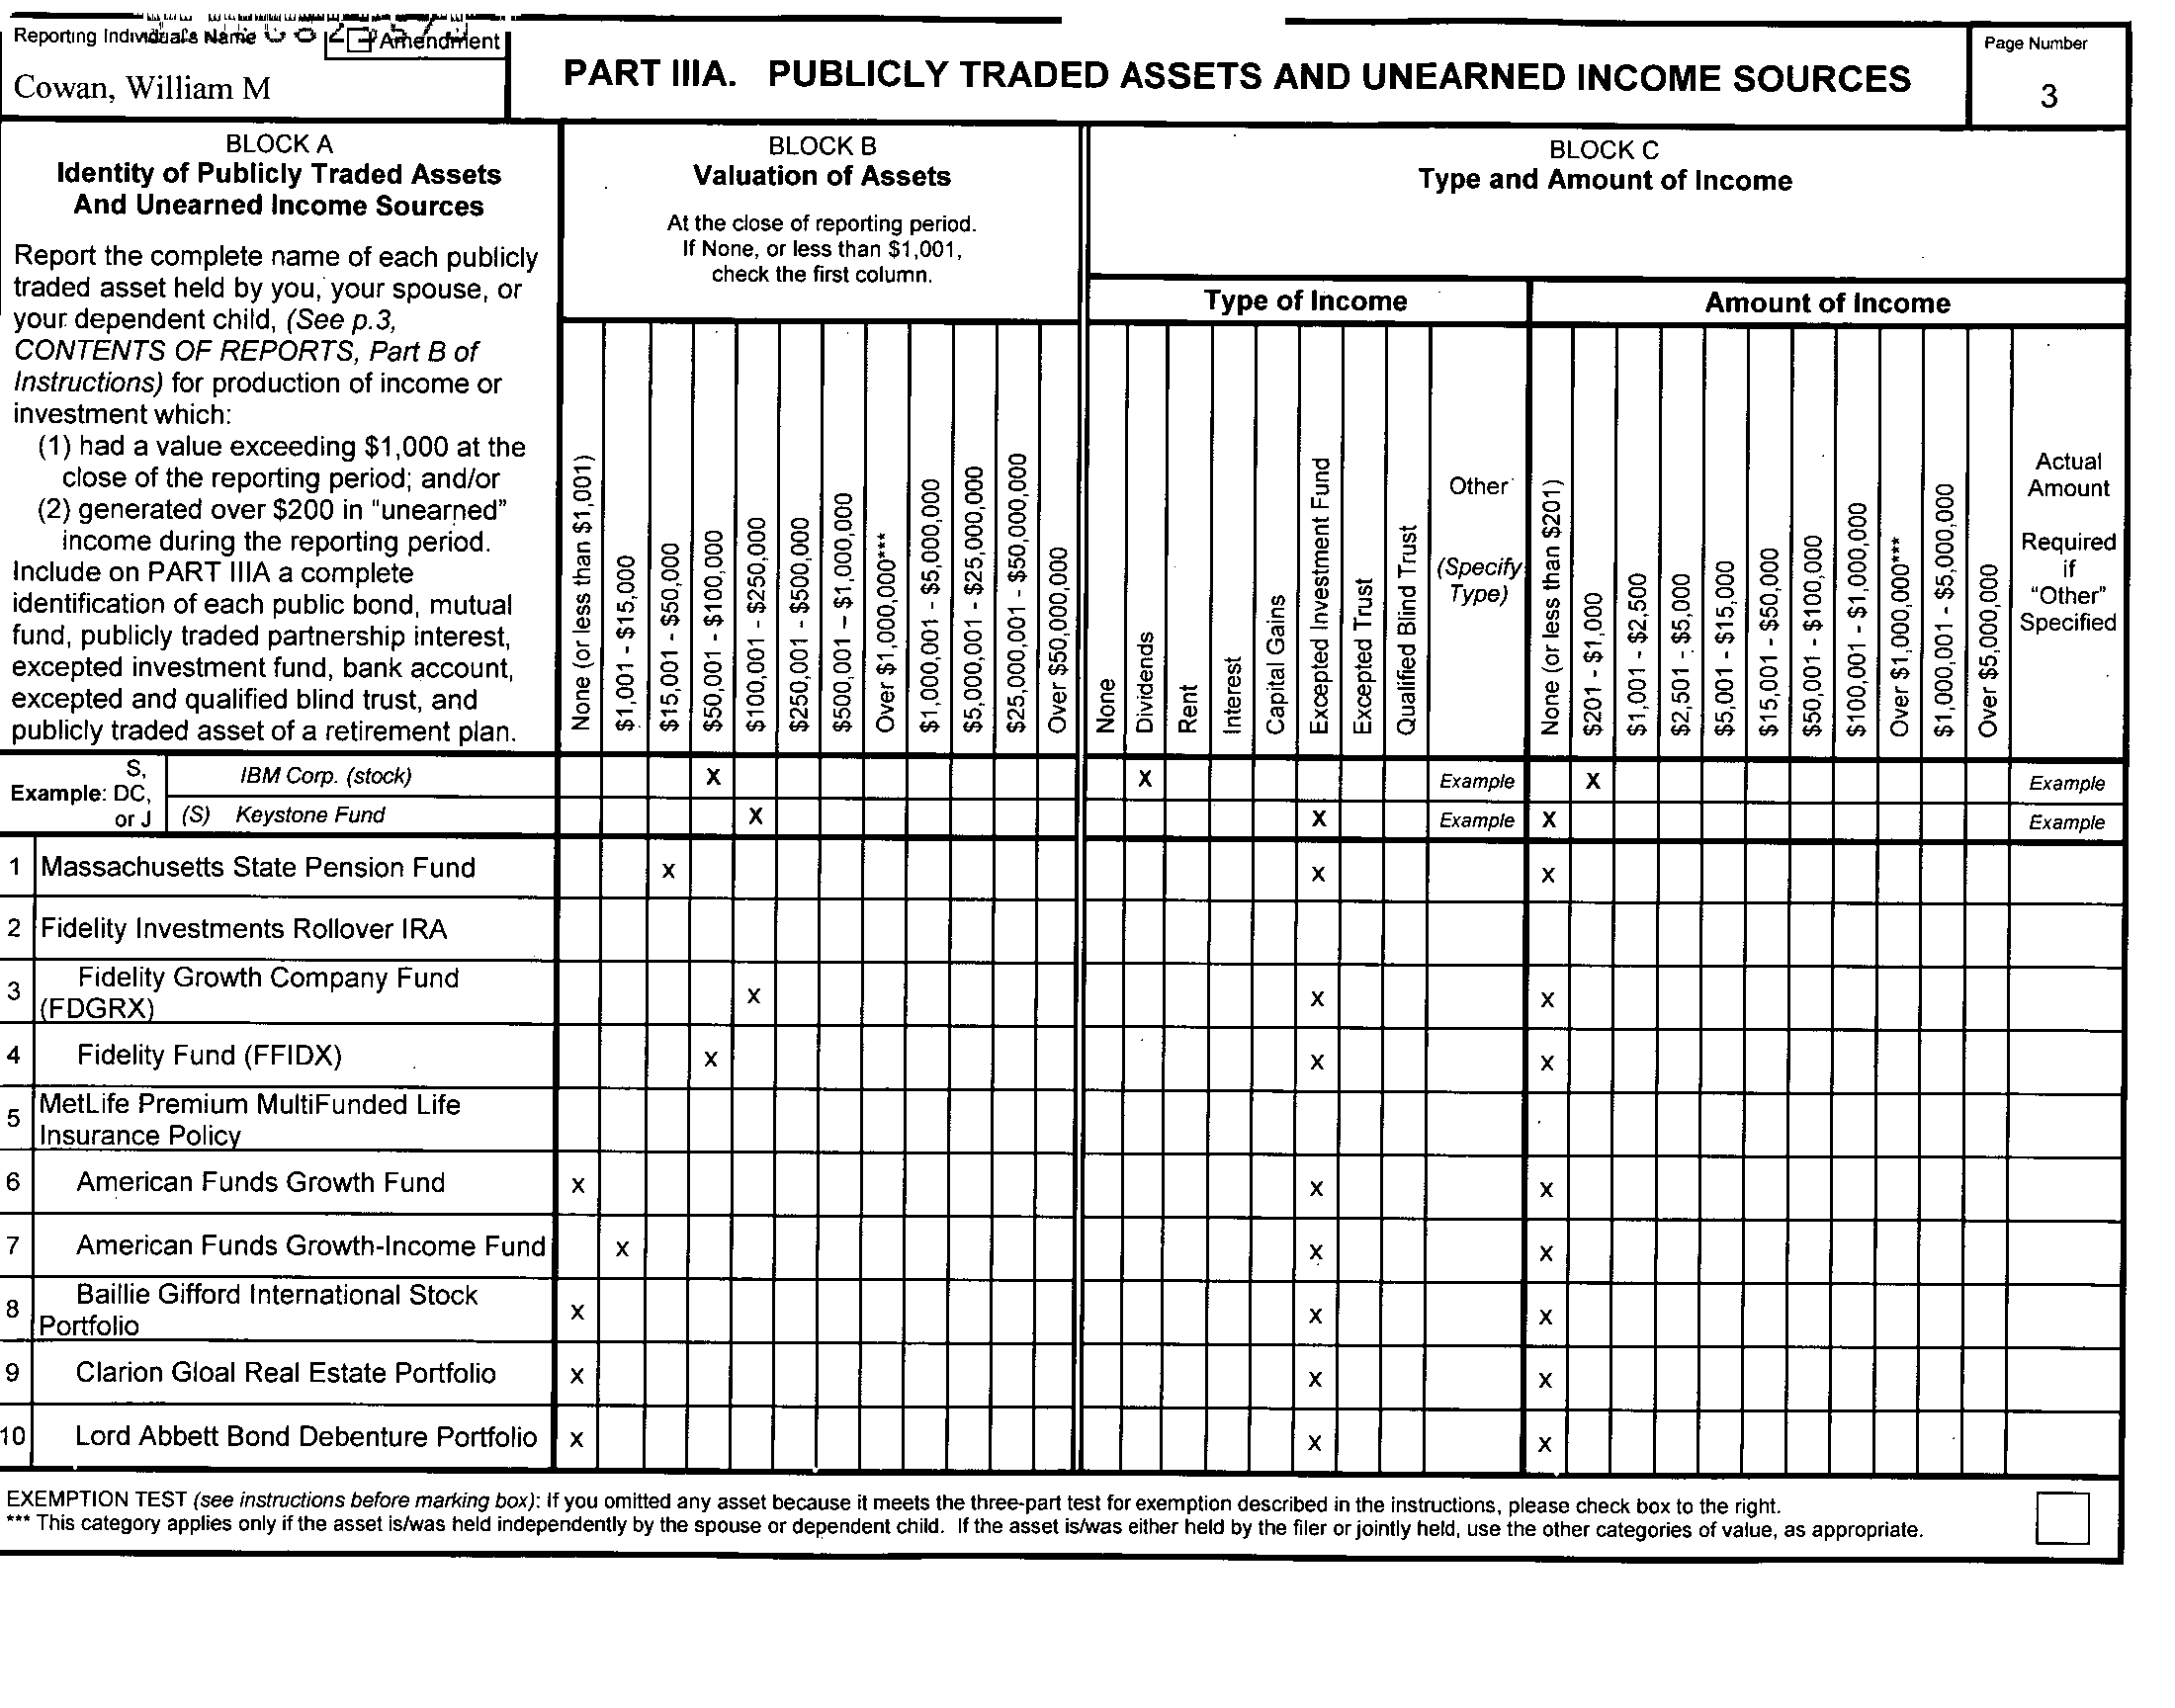 Reporting Individual's Name
Amendment
Cowan, William M
PART IIIA. PUBLICLY TRADED ASSETS AND UNEARNED INCOME SOURCES
Page Number
3
BLOCK A
Identity of Publicly Traded Assets
And Unearned Income Sources
Report the complete name of each publicly
traded asset held by you, your spouse, or
your dependent child, (See p.3,
CONTENTS OF REPORTS, Part B of
Instructions) for production of income or
investment which:
(1) had a value exceeding $1,000 at the
close of the reporting period; and/or
(2) generated over $200 in "unearned"
income during the reporting period.
Include on PART IIIA a complete
identification of each public bond, mutual
fund, publicly traded partnership interest,
excepted investment fund, bank account,
excepted and qualified blind trust, and
publicly traded asset of a retirement plan.
BLOCK B
Valuation of Assets
At the close of reporting period.
If None, or less than $1,001,
check the first column.
None (or less than $1,001)
$1,001 - $15,000
$15,001 - $50,000
$50,001 - $100,000
$100,001 - $250,000
$250,001 - $500,000
$500,001 – $1,000,000
Over $1,000,000***
$1,000,001 - $5,000,000
$5,000,001 - $25,000,000
$25,000,001 - $50,000,000
Over $50,000,000
BLOCK C
Type and Amount of Income
Type of Income
None
Dividends
Rent
Interest
Capital Gains
Excepted Investment Fund
Excepted Trust
Qualified Blind Trust
Other
(Specify
Type)
Amount of Income
None (or less than $201)
$201 - $1,000
$1,001 - $2,500
$2,501 - $5,000
$5,001 - $15,000
$15,001 - $50,000
$50,001 - $100,000
$100,001 - $1,000,000
Over $1,000,000***
$1,000,001 - $5,000,000
Over $5,000,000
Actual
Amount
Required
if
"Other"
Specified
Example: S, DC, or J
IBM Corp. (stock) X X Example X Example
(S) Keystone Fund X X Example X Example
1 Massachusetts State Pension Fund x x x
2 Fidelity Investments Rollover IRA
3 Fidelity Growth Company Fund
(FDGRX) x x x
4 Fidelity Fund (FFIDX) x x x
5 MetLife Premium MultiFunded Life
Insurance Policy
6 American Funds Growth Fund x x x
7 American Funds Growth-Income Fund x x x
8 Baillie Gifford International Stock
Portfolio x x x
9 Clarion Gloal Real Estate Portfolio x x x
10 Lord Abbett Bond Debenture Portfolio x x x
EXEMPTION TEST (see instructions before marking box): If you omitted any asset because it meets the three-part test for exemption described in the instructions, please check box to the right.
*** This category applies only if the asset is/was held independently by the spouse or dependent child. If the asset is/was either held by the filer or jointly held, use the other categories of value, as appropriate.